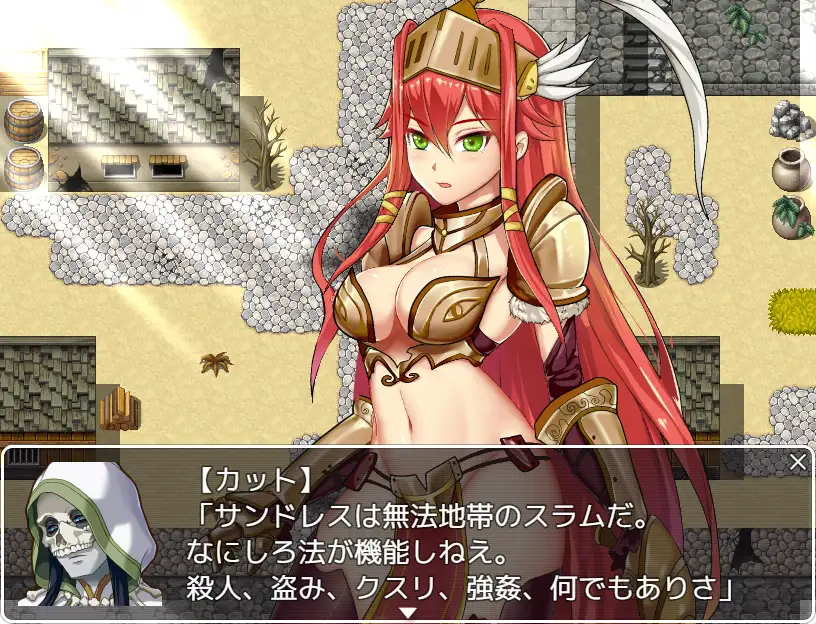 【カット】
「サンドレスは無法地帯のスラムだ。
なにしろ法が機能しねえ。
殺人、盗み、クスリ、強姦、何でもありさ」